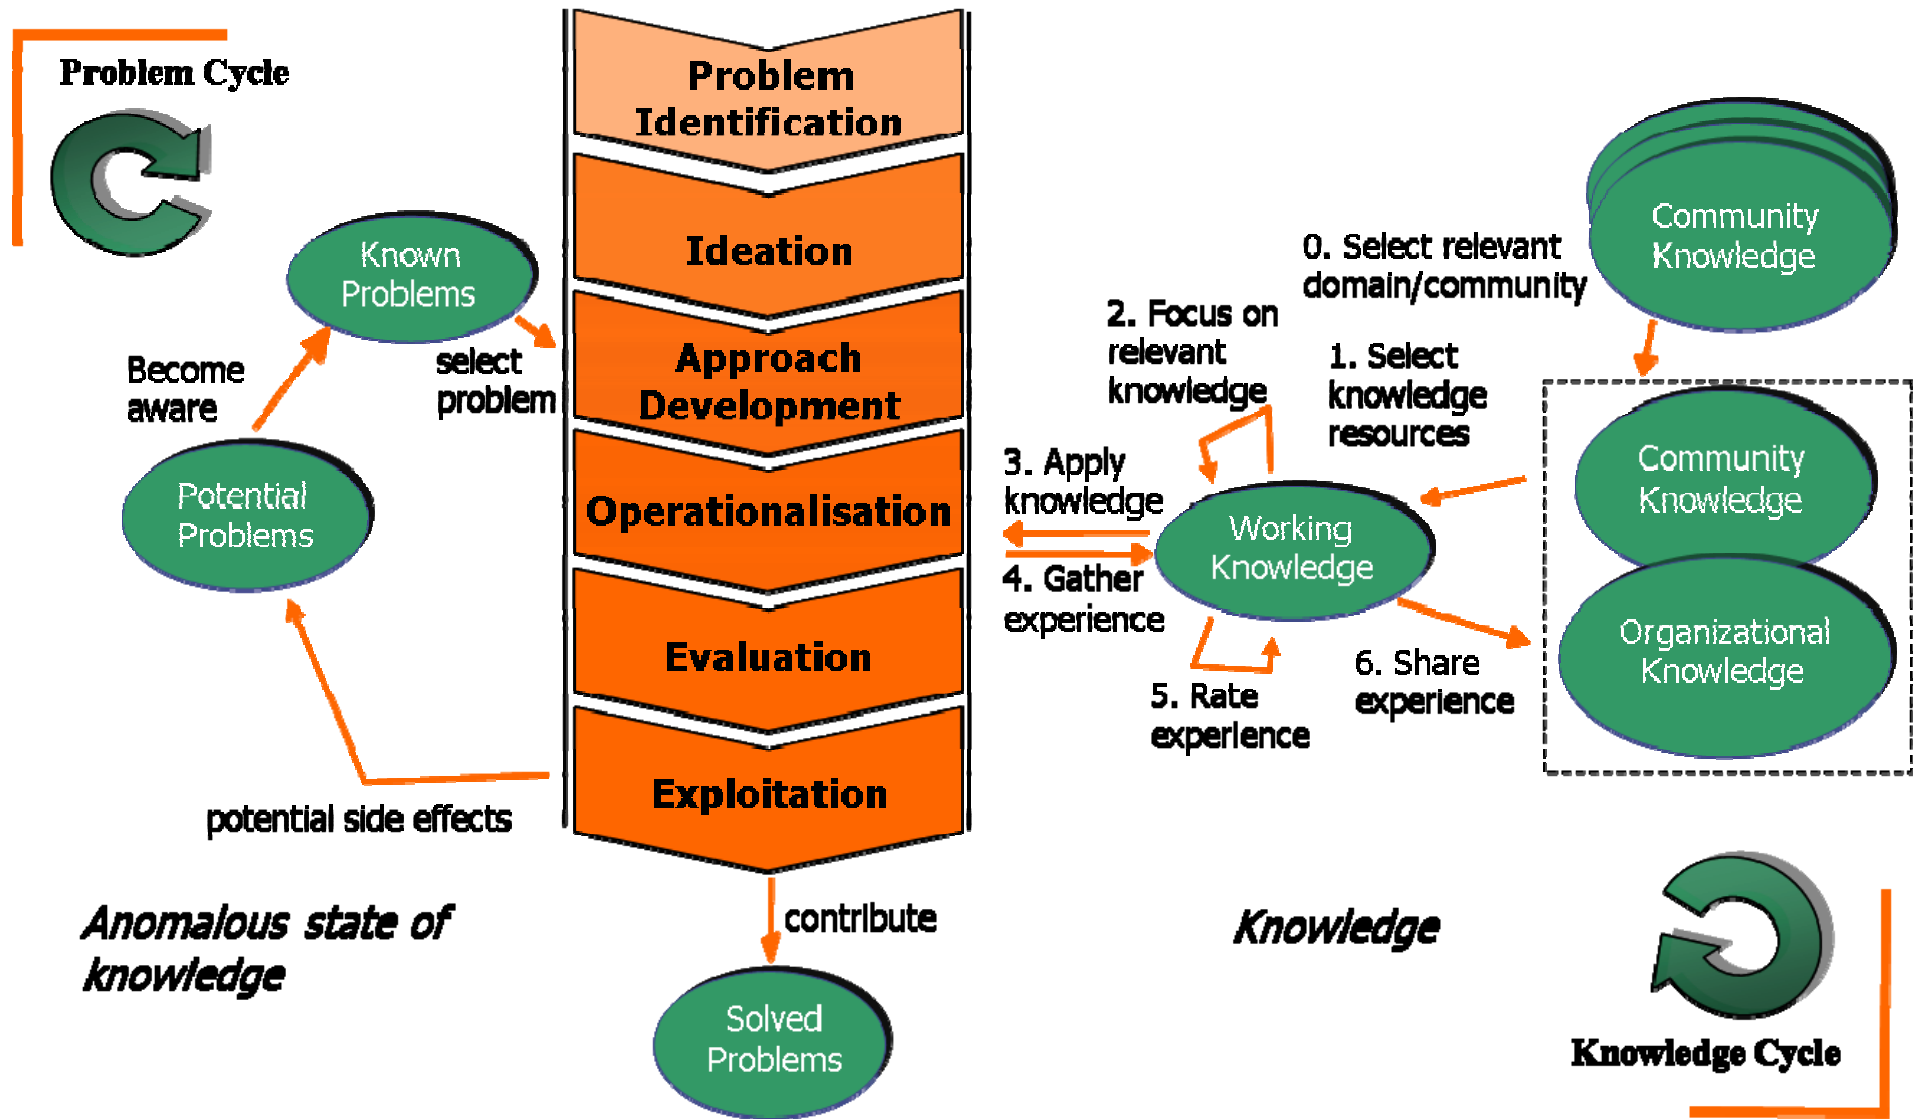 Problem Cycle
Known
Problems
Become
aware
select
problem
Potential
Problems
potential side effects
Anomalous state of
knowledge
Problem
Identification
Ideation
Approach
Development
Operationalisation
Evaluation
Exploitation
contribute
Solved
Problems
Community
Knowledge
0. Select relevant
domain/community
2. Focus on
relevant
knowledge
1. Select
knowledge
resources
3. Apply
knowledge
Community
Knowledge
Working
Knowledge
4. Gather
experience
Organizational
Knowledge
5. Rate
experience
6. Share
experience
Knowledge
Knowledge Cycle